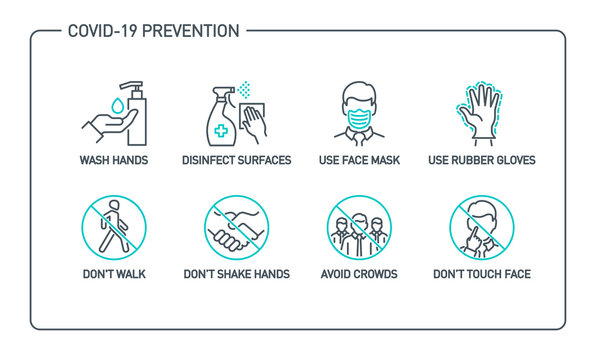 COVID-19 PREVENTION
WASH HANDS
DISINFECT SURFACES
USE FACE MASK
USE RUBBER GLOVES
DON'T WALK
DON'T SHAKE HANDS
AVOID CROWDS
DON'T TOUCH FACE